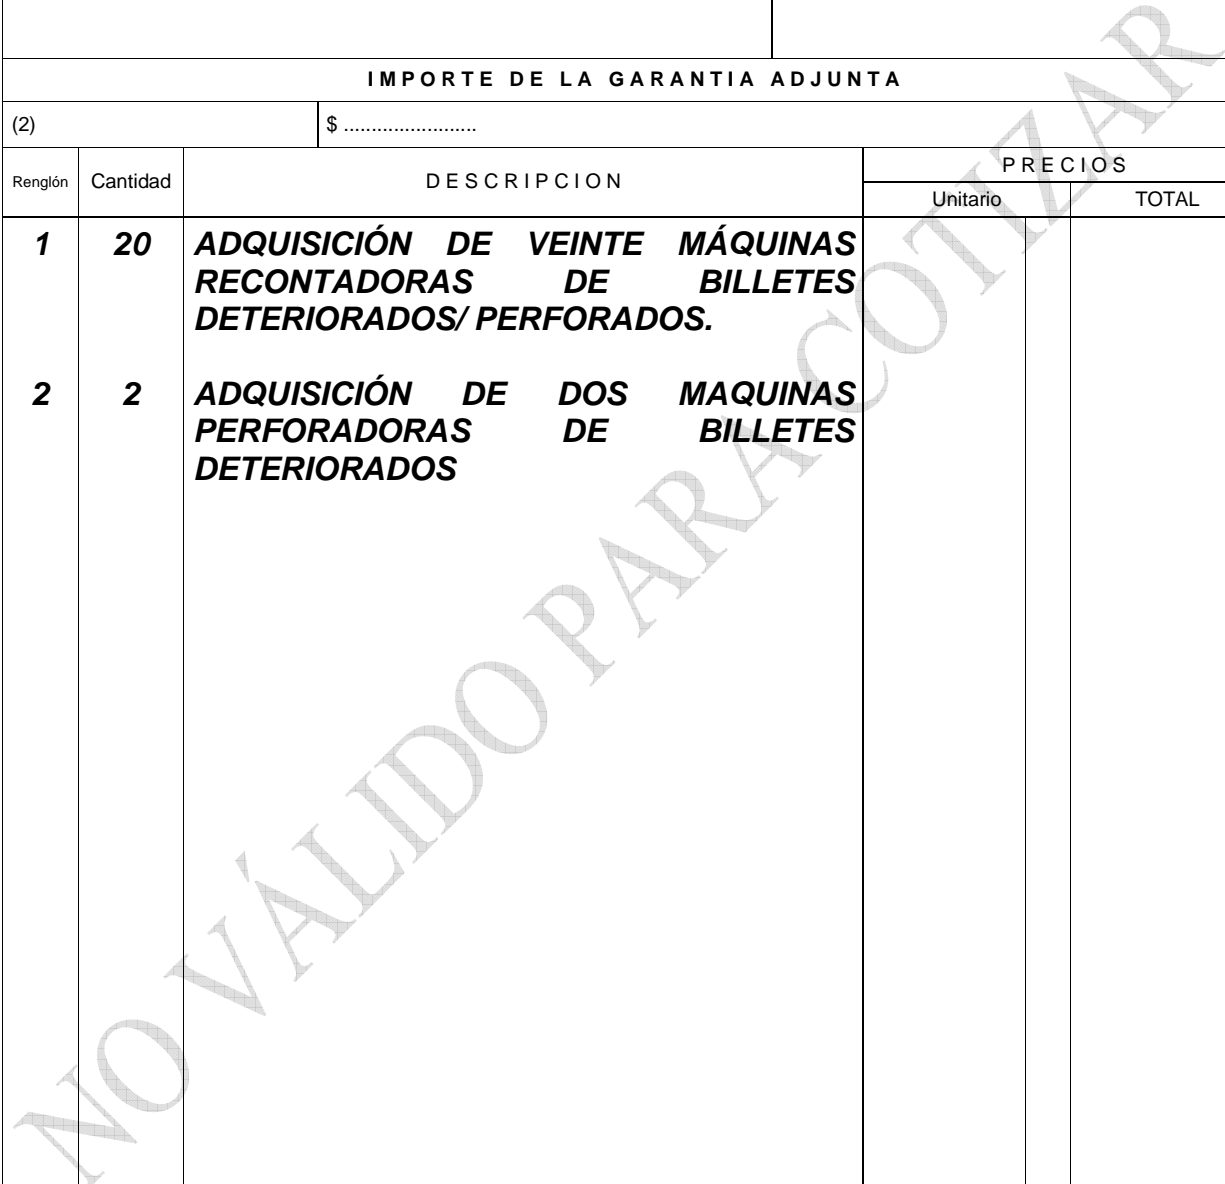 IMPORTE DE LA GARANTIA ADJUNTA
(2) $ ........................
Renglón Cantidad DESCRIPCION PRECIOS
Unitario TOTAL
1 20 ADQUISICIÓN DE VEINTE MÁQUINAS
RECONTADORAS DE BILLETES
DETERIORADOS/ PERFORADOS.
2 2 ADQUISICIÓN DE DOS MAQUINAS
PERFORADORAS DE BILLETES
DETERIORADOS
NO VÁLIDO PARA COTIZAR